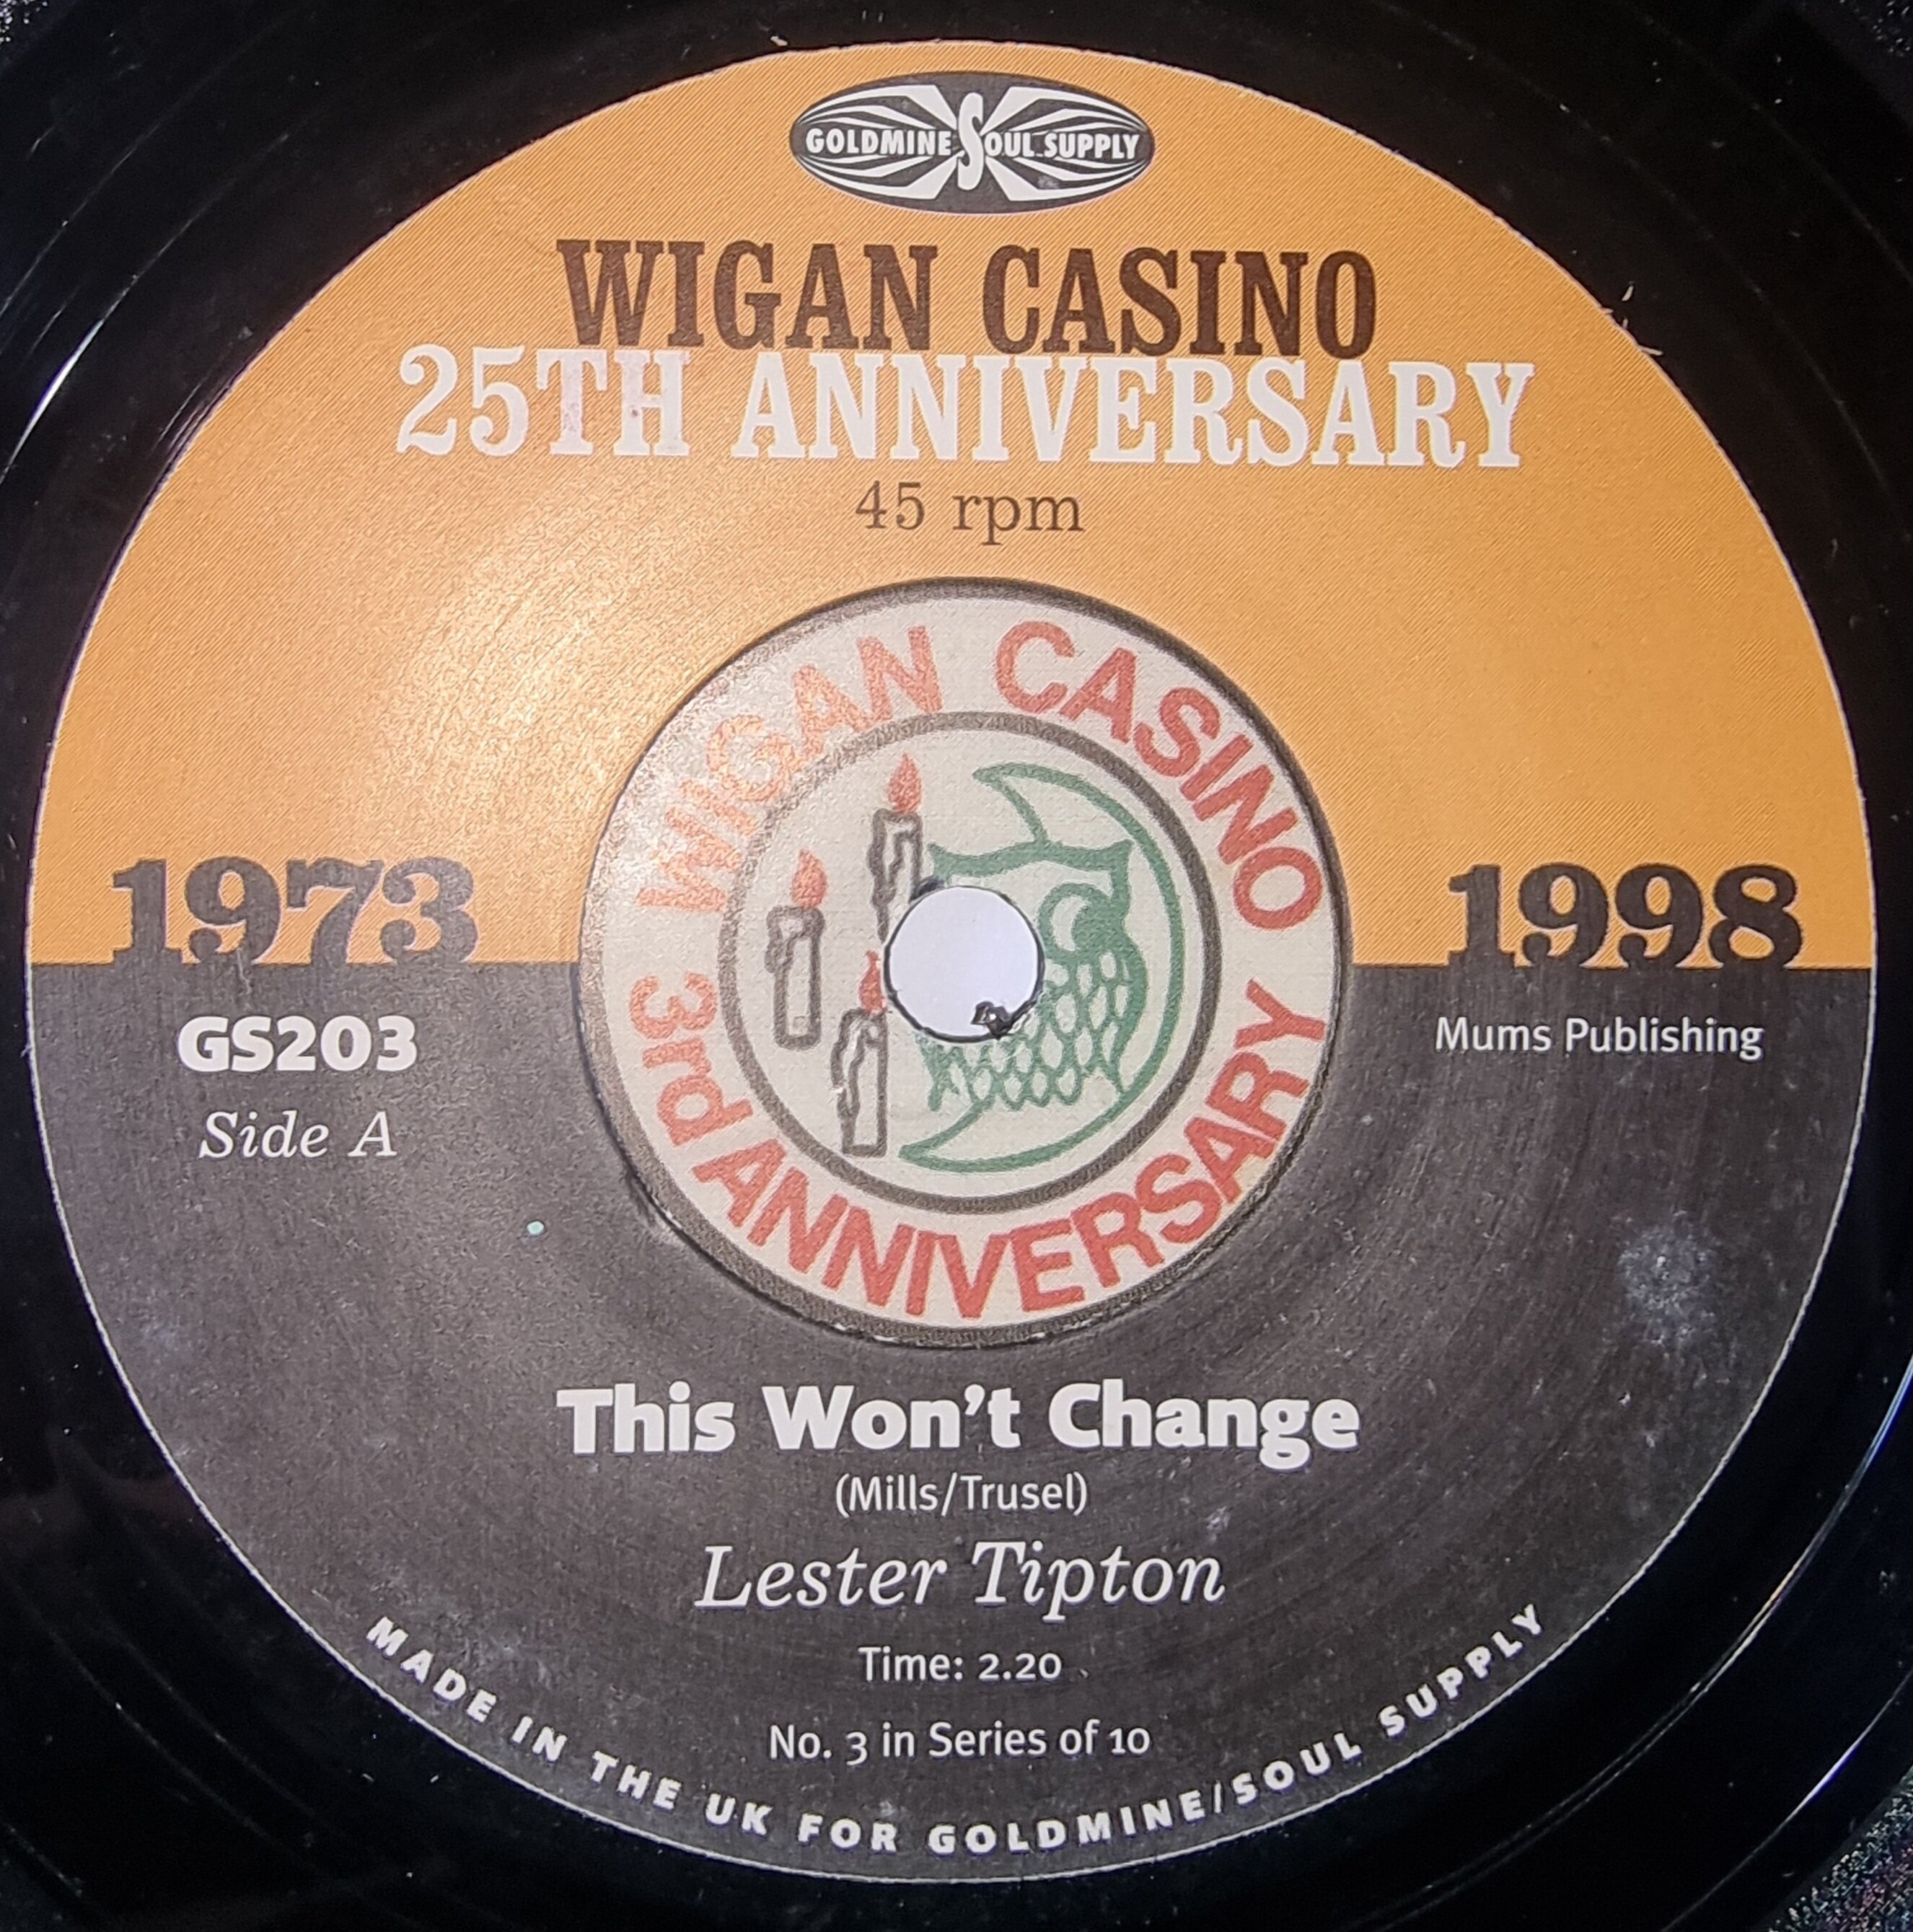 GOLDMINE SOUL SUPPLY
WIGAN CASINO
25TH ANNIVERSARY
45 rpm
WIGAN CASINO
3rd ANNIVERSARY
1973
1998
GS203
Mums Publishing
Side A
This Won't Change
(Mills/Trusel)
Lester Tipton
Time: 2.20
No. 3 in Series of 10
MADE IN THE UK FOR GOLDMINE/SOUL SUPPLY